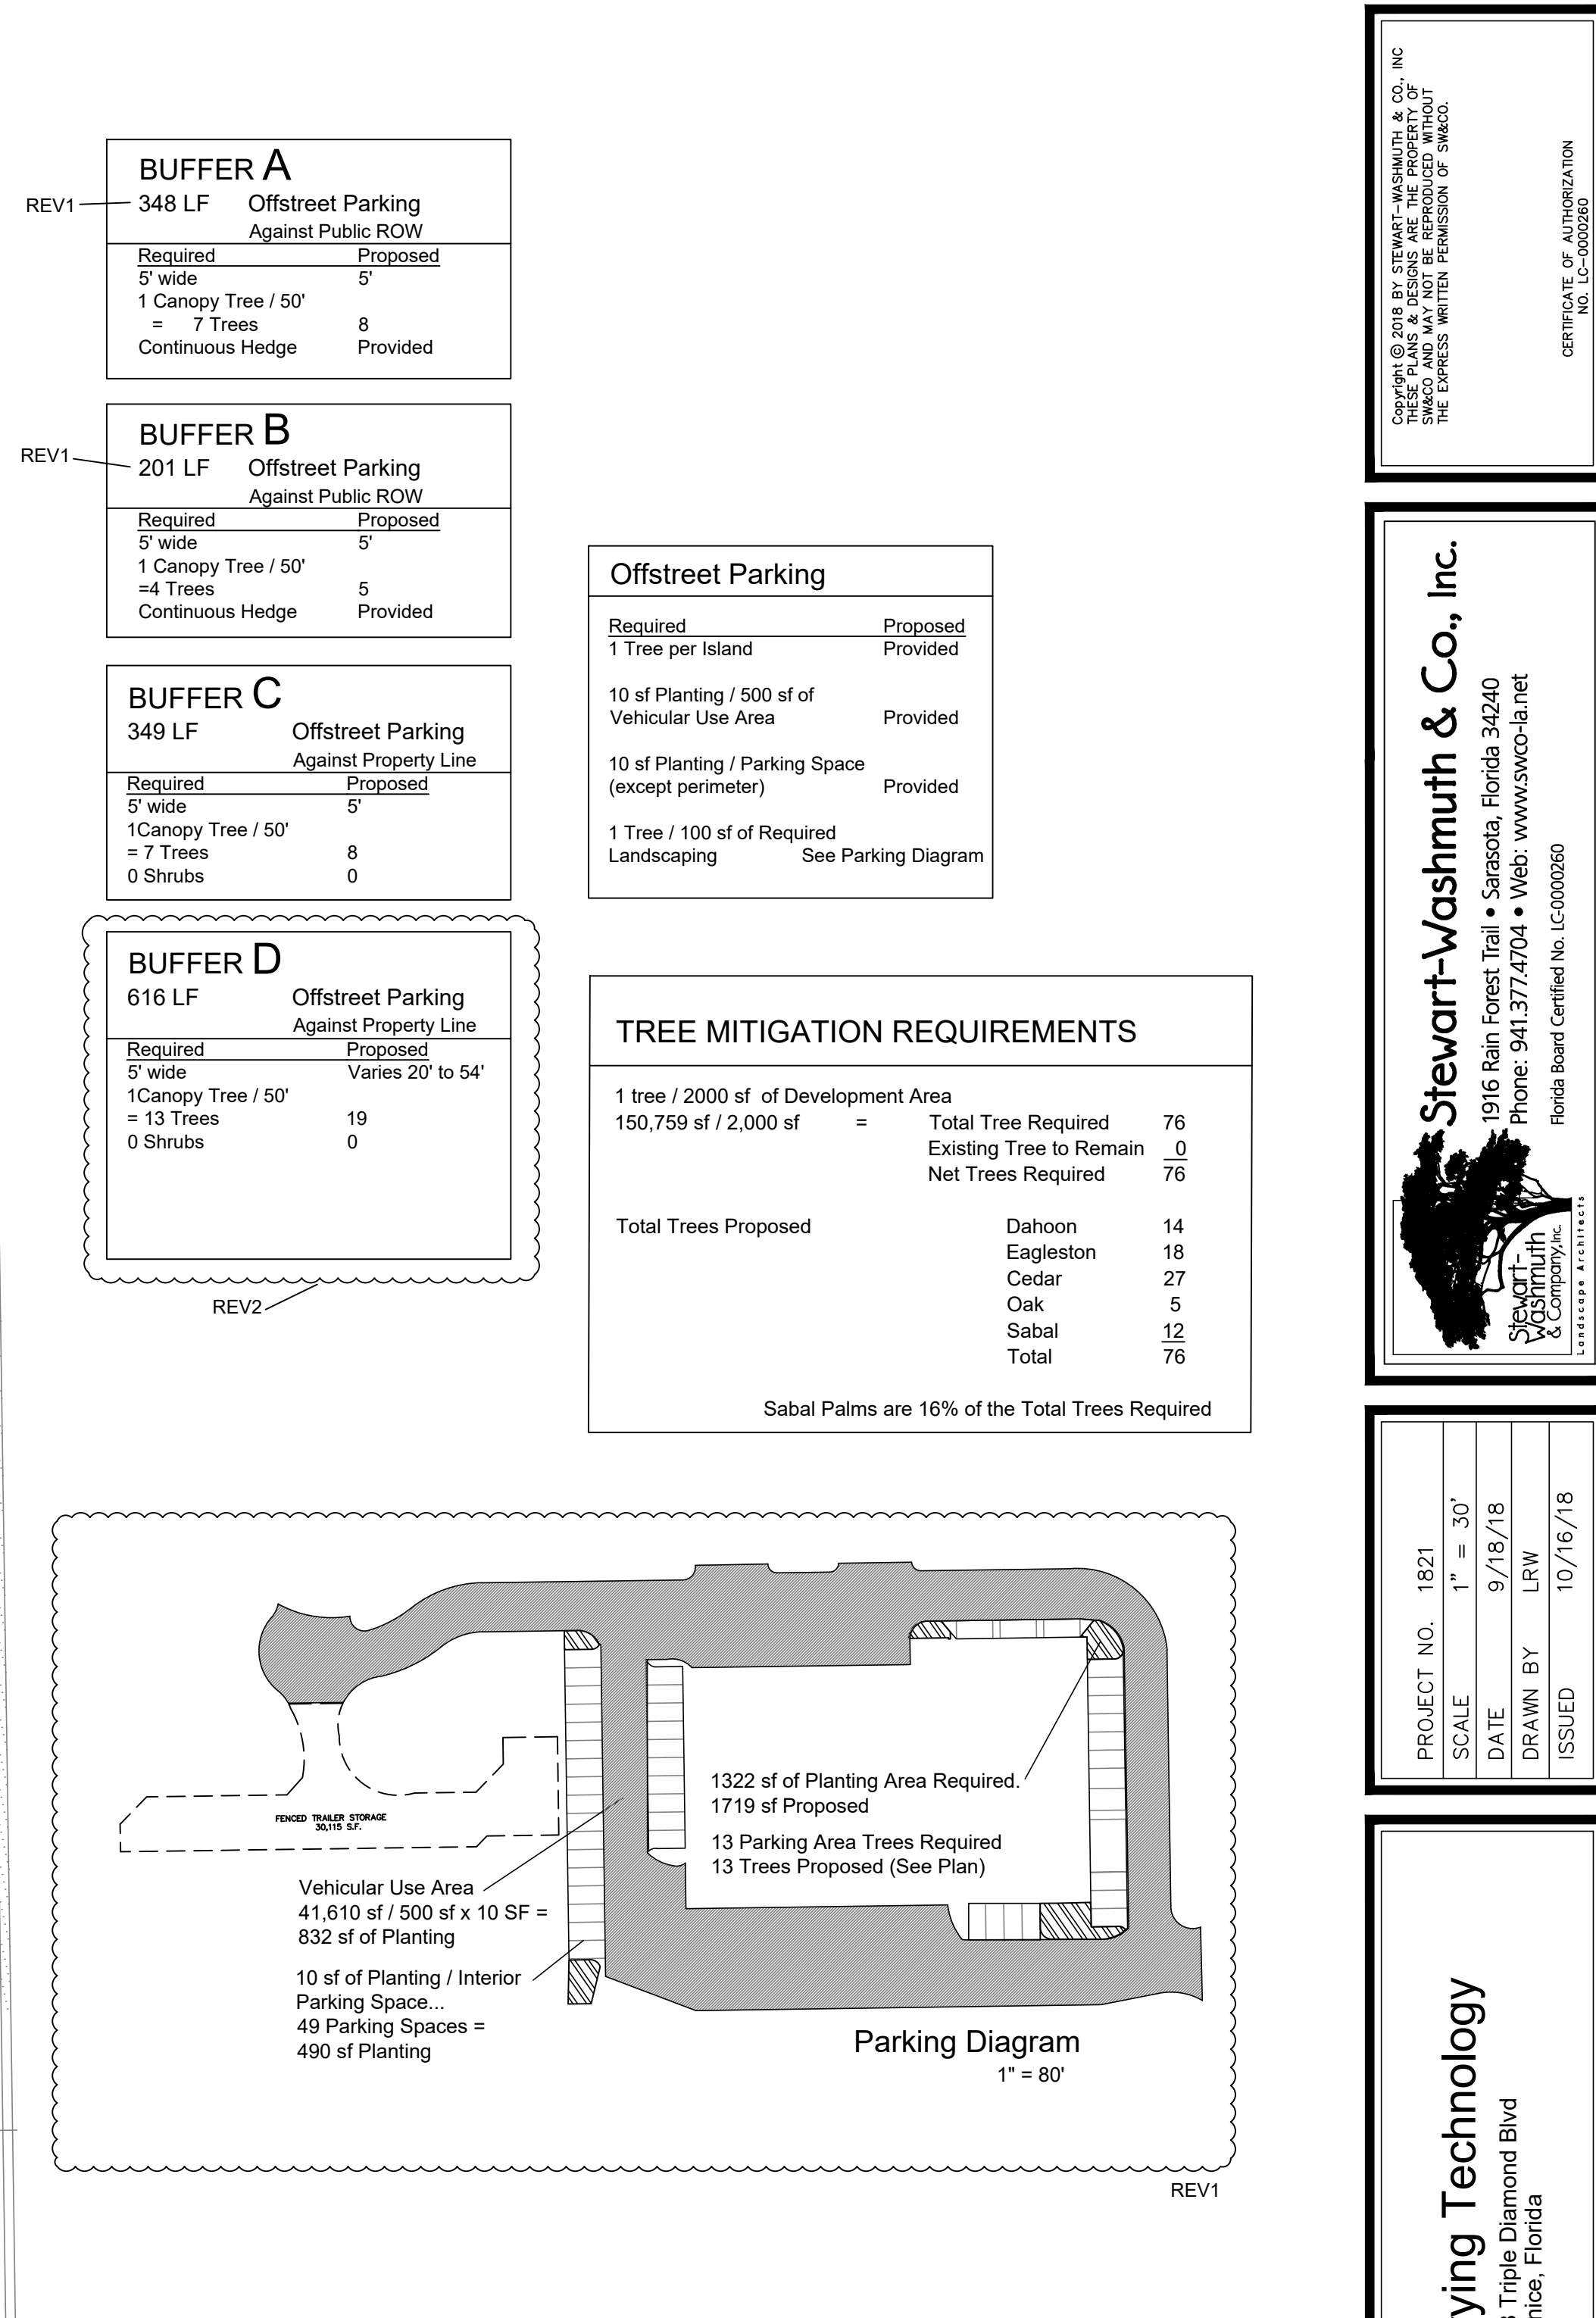 BUFFER A
REV1
348 LF Offstreet Parking
Against Public ROW
Required Proposed
5' wide 5'
1 Canopy Tree / 50'
= 7 Trees 8
Continuous Hedge Provided
BUFFER B
REV1
201 LF Offstreet Parking
Against Public ROW
Required Proposed
5' wide 5'
1 Canopy Tree / 50'
=4 Trees 5
Continuous Hedge Provided
BUFFER C
349 LF Offstreet Parking
Against Property Line
Required Proposed
5' wide 5'
1Canopy Tree / 50'
= 7 Trees 8
0 Shrubs 0
BUFFER D
616 LF Offstreet Parking
Against Property Line
Required Proposed
5' wide Varies 20' to 54'
1Canopy Tree / 50'
= 13 Trees 19
0 Shrubs 0
REV2
Offstreet Parking
Required Proposed
1 Tree per Island Provided
10 sf Planting / 500 sf of
Vehicular Use Area Provided
10 sf Planting / Parking Space
(except perimeter) Provided
1 Tree / 100 sf of Required
Landscaping See Parking Diagram
TREE MITIGATION REQUIREMENTS
1 tree / 2000 sf of Development Area
150,759 sf / 2,000 sf = Total Tree Required 76
Existing Tree to Remain 0
Net Trees Required 76
Total Trees Proposed Dahoon 14
Eagleston 18
Cedar 27
Oak 5
Sabal 12
Total 76
Sabal Palms are 16% of the Total Trees Required
1322 sf of Planting Area Required.
1719 sf Proposed
13 Parking Area Trees Required
13 Trees Proposed (See Plan)
FENCED TRAILER STORAGE
30,115 S.F.
Vehicular Use Area
41,610 sf / 500 sf x 10 SF =
832 sf of Planting
10 sf of Planting / Interior
Parking Space...
49 Parking Spaces =
490 sf Planting
Parking Diagram
1" = 80'
REV1
Copyright © 2018 BY STEWART-WASHMUTH & CO., INC
THESE PLANS & DESIGNS ARE THE PROPERTY OF
SW&CO AND MAY NOT BE REPRODUCED WITHOUT
THE EXPRESS WRITTEN PERMISSION OF SW&CO.
CERTIFICATE OF AUTHORIZATION
NO. LC-0000260
Stewart-Washmuth & Co., Inc.
1916 Rain Forest Trail • Sarasota, Florida 34240
Phone: 941.377.4704 • Web: www.swco-la.net
Florida Board Certified No. LC-0000260
Stewart-
Washmuth
& Company, Inc.
Landscape Architects
PROJECT NO. 1821
SCALE 1" = 30'
DATE 9/18/18
DRAWN BY LRW
ISSUED 10/16/18
ying Technology
Triple Diamond Blvd
nice, Florida